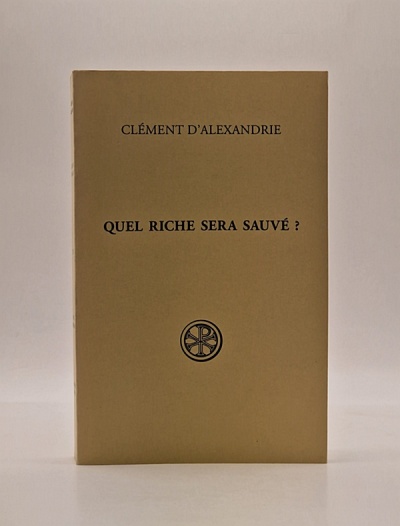 CLÉMENT D'ALEXANDRIE
QUEL RICHE SERA SAUVÉ ?